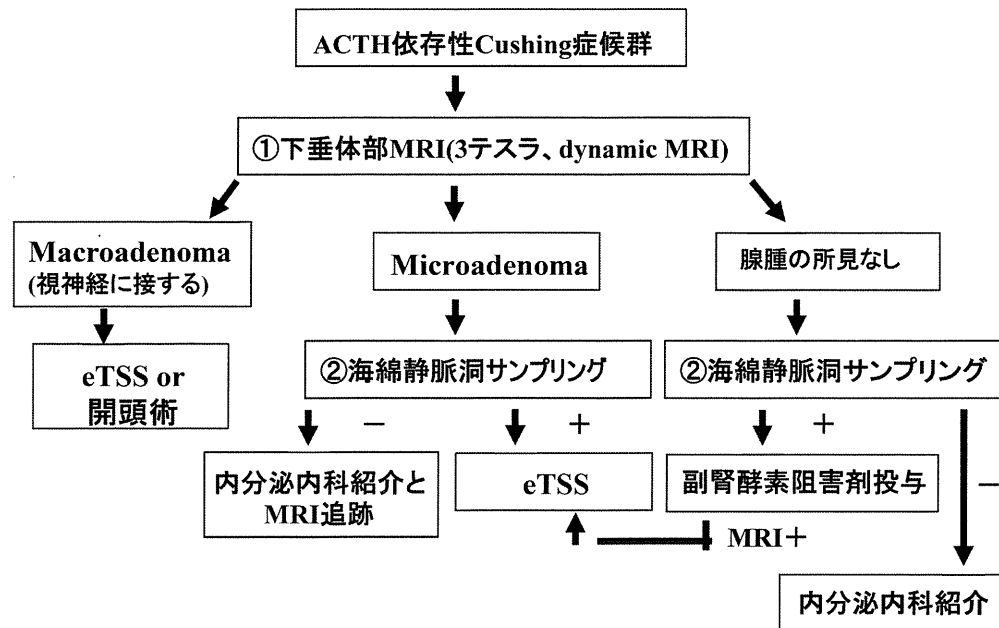 ACTH依存性Cushing症候群
①下垂体部MRI(3テスラ、dynamic MRI)
Macroadenoma
(視神経に接する)
Microadenoma
腺腫の所見なし
eTSS or
開頭術
②海綿静脈洞サンプリング
②海綿静脈洞サンプリング
－
＋
＋
－
内分泌内科紹介と
MRI追跡
eTSS
副腎酵素阻害剤投与
MRI＋
内分泌内科紹介